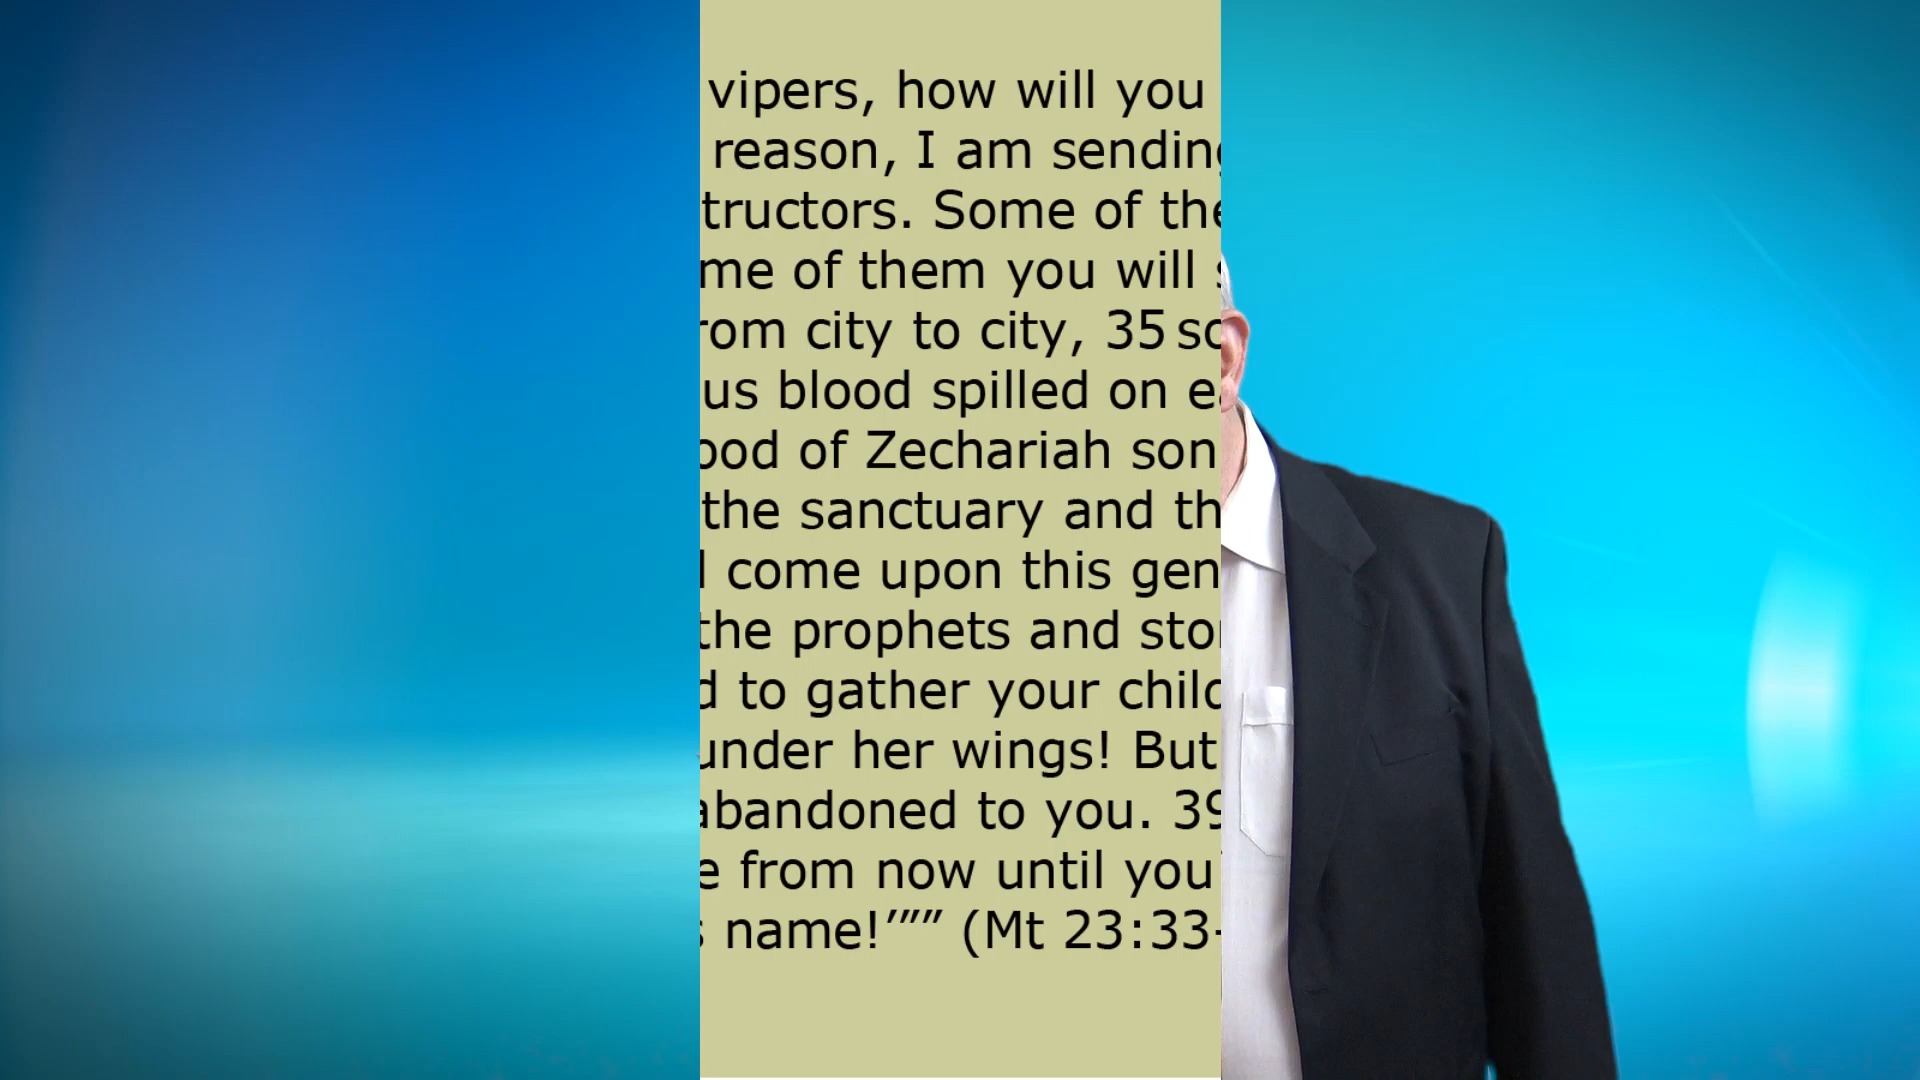 vipers, how will you
reason, I am sending
tructors. Some of the
me of them you will s
rom city to city, 35 so
us blood spilled on ea
ood of Zechariah son
the sanctuary and th
l come upon this gen
the prophets and sto
d to gather your child
under her wings! But
abandoned to you. 39
e from now until you
s name!’”” (Mt 23:33-